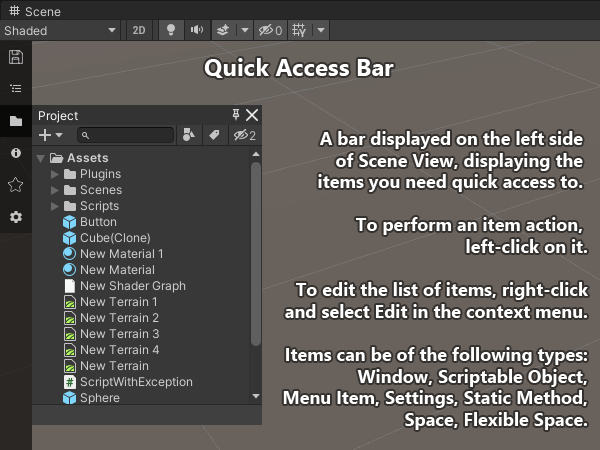 Scene
Shaded
2D
0
Quick Access Bar
Project
2
Assets
Plugins
Scenes
Scripts
Button
Cube(Clone)
New Material 1
New Material
New Shader Graph
New Terrain 1
New Terrain 2
New Terrain 3
New Terrain 4
New Terrain
ScriptWithException
Sphere
A bar displayed on the left side
of Scene View, displaying the
items you need quick access to.
To perform an item action,
left-click on it.
To edit the list of items, right-click
and select Edit in the context menu.
Items can be of the following types:
Window, Scriptable Object,
Menu Item, Settings, Static Method,
Space, Flexible Space.